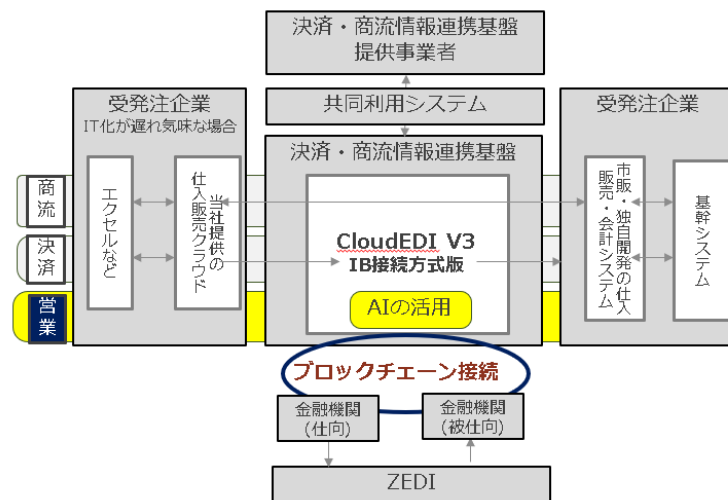 決済・商流情報連携基盤
提供事業者
共同利用システム
受発注企業
IT化が遅れ気味な場合
決済・商流情報連携基盤
受発注企業
商流
決済
営業
エクセルなど
当社提供の
仕入販売クラウド
CloudEDI V3
IB接続方式版
AIの活用
市販・独自開発の仕入
販売・会計システム
基幹システム
ブロックチェーン接続
金融機関
(仕向)
金融機関
(被仕向)
ZEDI